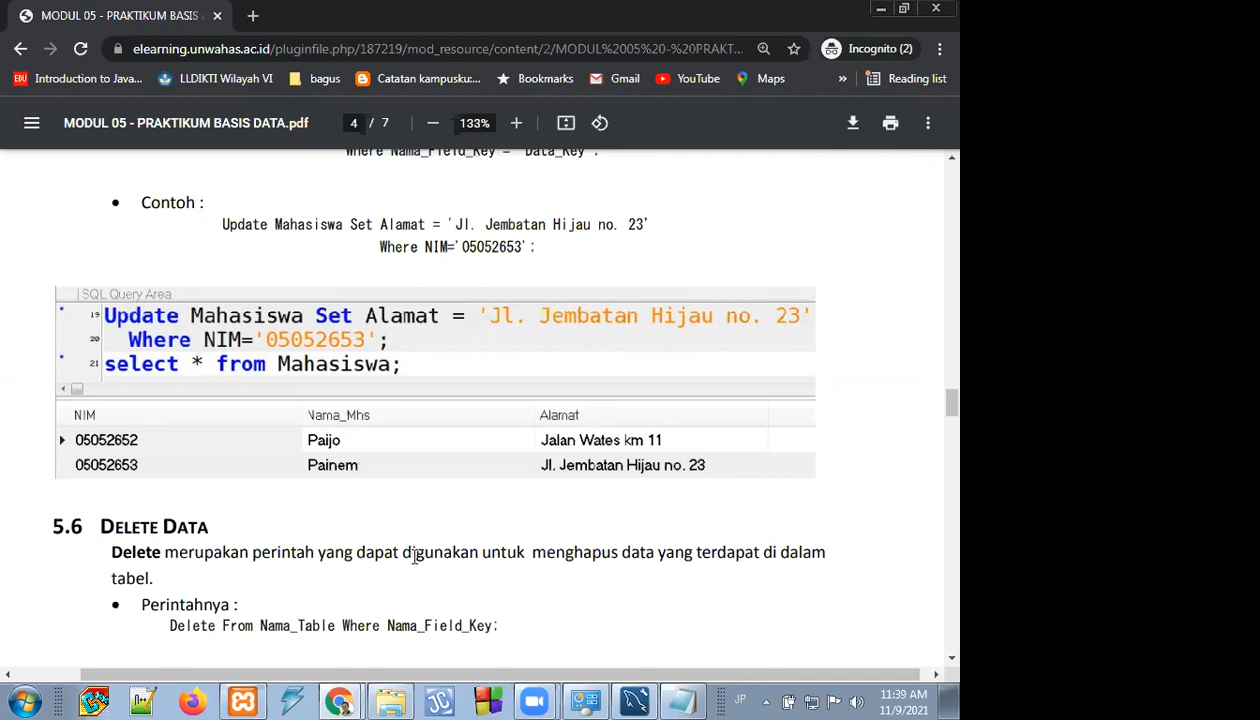 MODUL 05 - PRAKTIKUM BASIS
elearning.unwahas.ac.id/pluginfile.php/187219/mod_resource/content/2/MODUL%2005%20-%20PRAKT...
Incognito (2)
EDU Introduction to Java... LLDIKTI Wilayah VI bagus Catatan kampusku:... Bookmarks Gmail YouTube Maps » Reading list
MODUL 05 - PRAKTIKUM BASIS DATA.pdf 4 / 7 133%
Where Nama_Field_Key = 'Data_Key';
• Contoh :
Update Mahasiswa Set Alamat = 'Jl. Jembatan Hijau no. 23'
Where NIM='05052653';
SQL Query Area
19 Update Mahasiswa Set Alamat = 'Jl. Jembatan Hijau no. 23'
20 Where NIM='05052653';
21 select * from Mahasiswa;
NIM Nama_Mhs Alamat
05052652 Paijo Jalan Wates km 11
05052653 Painem Jl. Jembatan Hijau no. 23
5.6 DELETE DATA
Delete merupakan perintah yang dapat digunakan untuk menghapus data yang terdapat di dalam
tabel.
• Perintahnya :
Delete From Nama_Table Where Nama_Field_Key;
JP
11:39 AM
11/9/2021